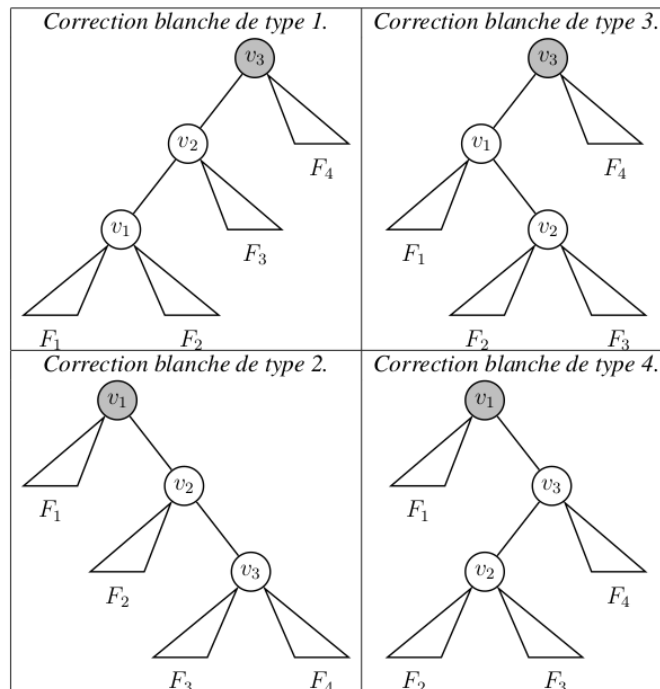 Correction blanche de type 1.
v₃
v₂
F₄
v₁
F₃
F₁
F₂
Correction blanche de type 3.
v₃
v₁
F₄
F₁
v₂
F₂
F₃
Correction blanche de type 2.
v₁
F₁
v₂
F₂
v₃
F₃
F₄
Correction blanche de type 4.
v₁
F₁
v₃
v₂
F₄
F₂
F₃